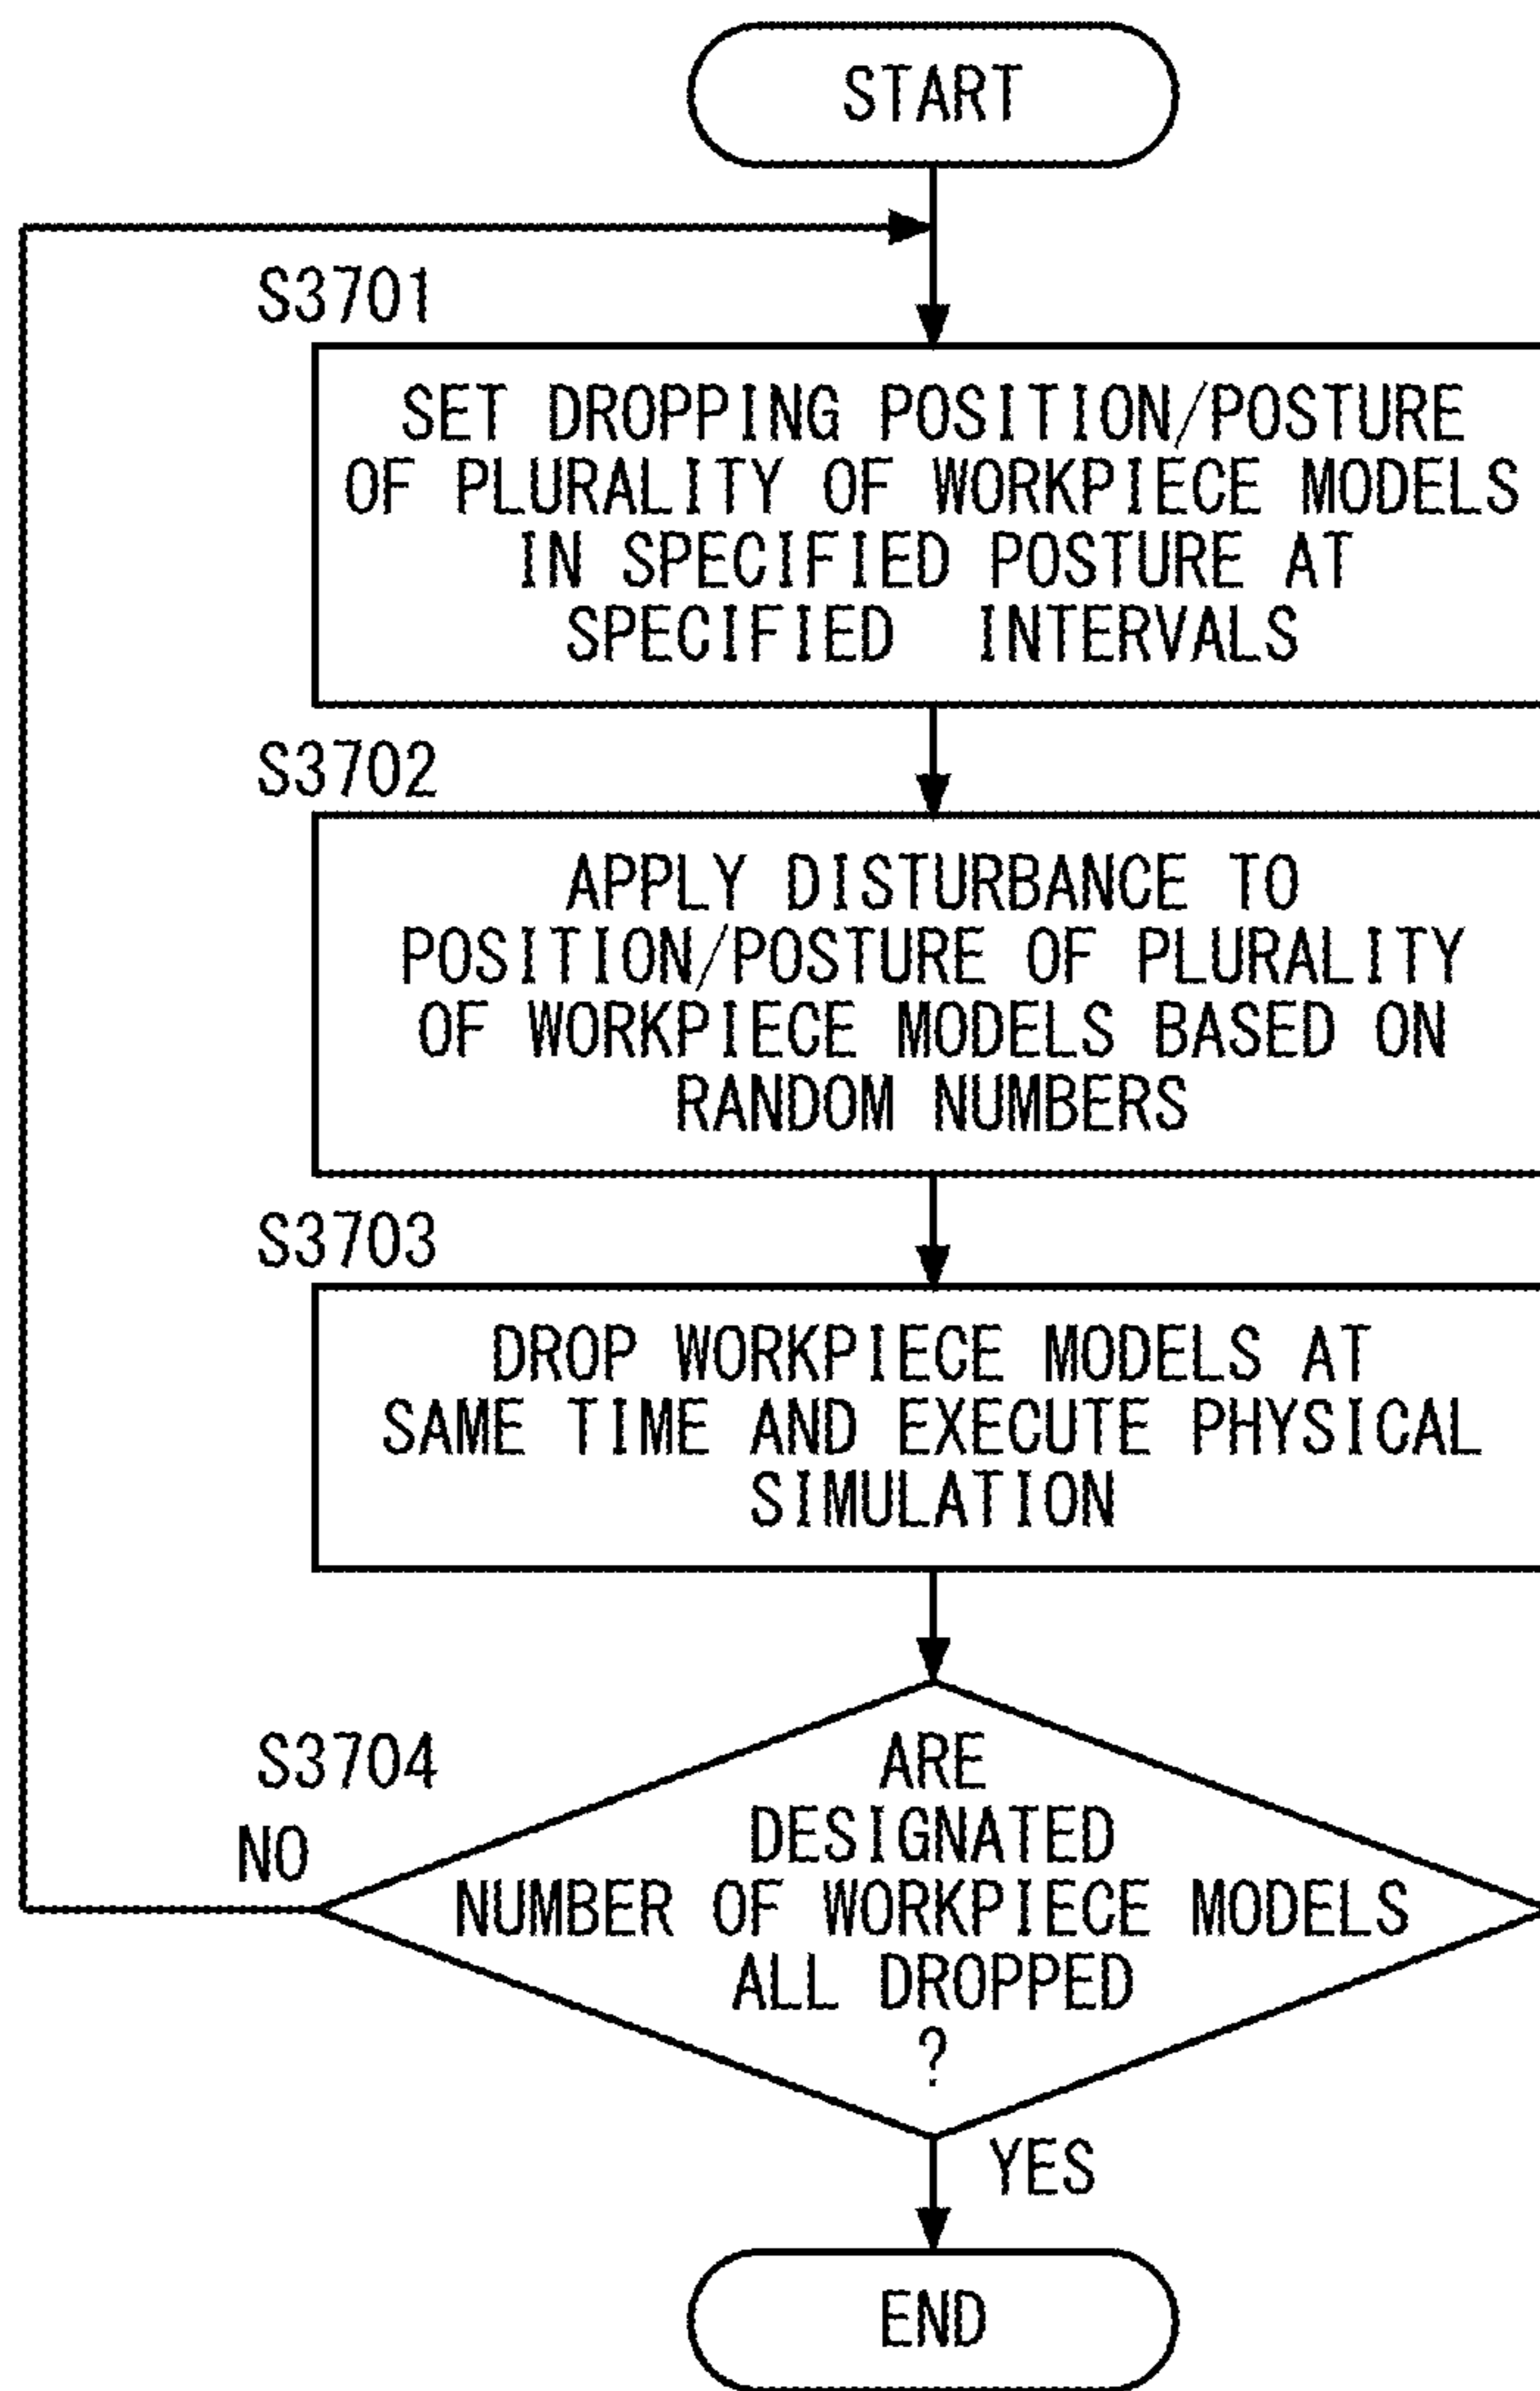 START
S3701
SET DROPPING POSITION/POSTURE
OF PLURALITY OF WORKPIECE MODELS
IN SPECIFIED POSTURE AT
SPECIFIED INTERVALS
S3702
APPLY DISTURBANCE TO
POSITION/POSTURE OF PLURALITY
OF WORKPIECE MODELS BASED ON
RANDOM NUMBERS
S3703
DROP WORKPIECE MODELS AT
SAME TIME AND EXECUTE PHYSICAL
SIMULATION
S3704
ARE
DESIGNATED
NUMBER OF WORKPIECE MODELS
ALL DROPPED
?
NO
YES
END